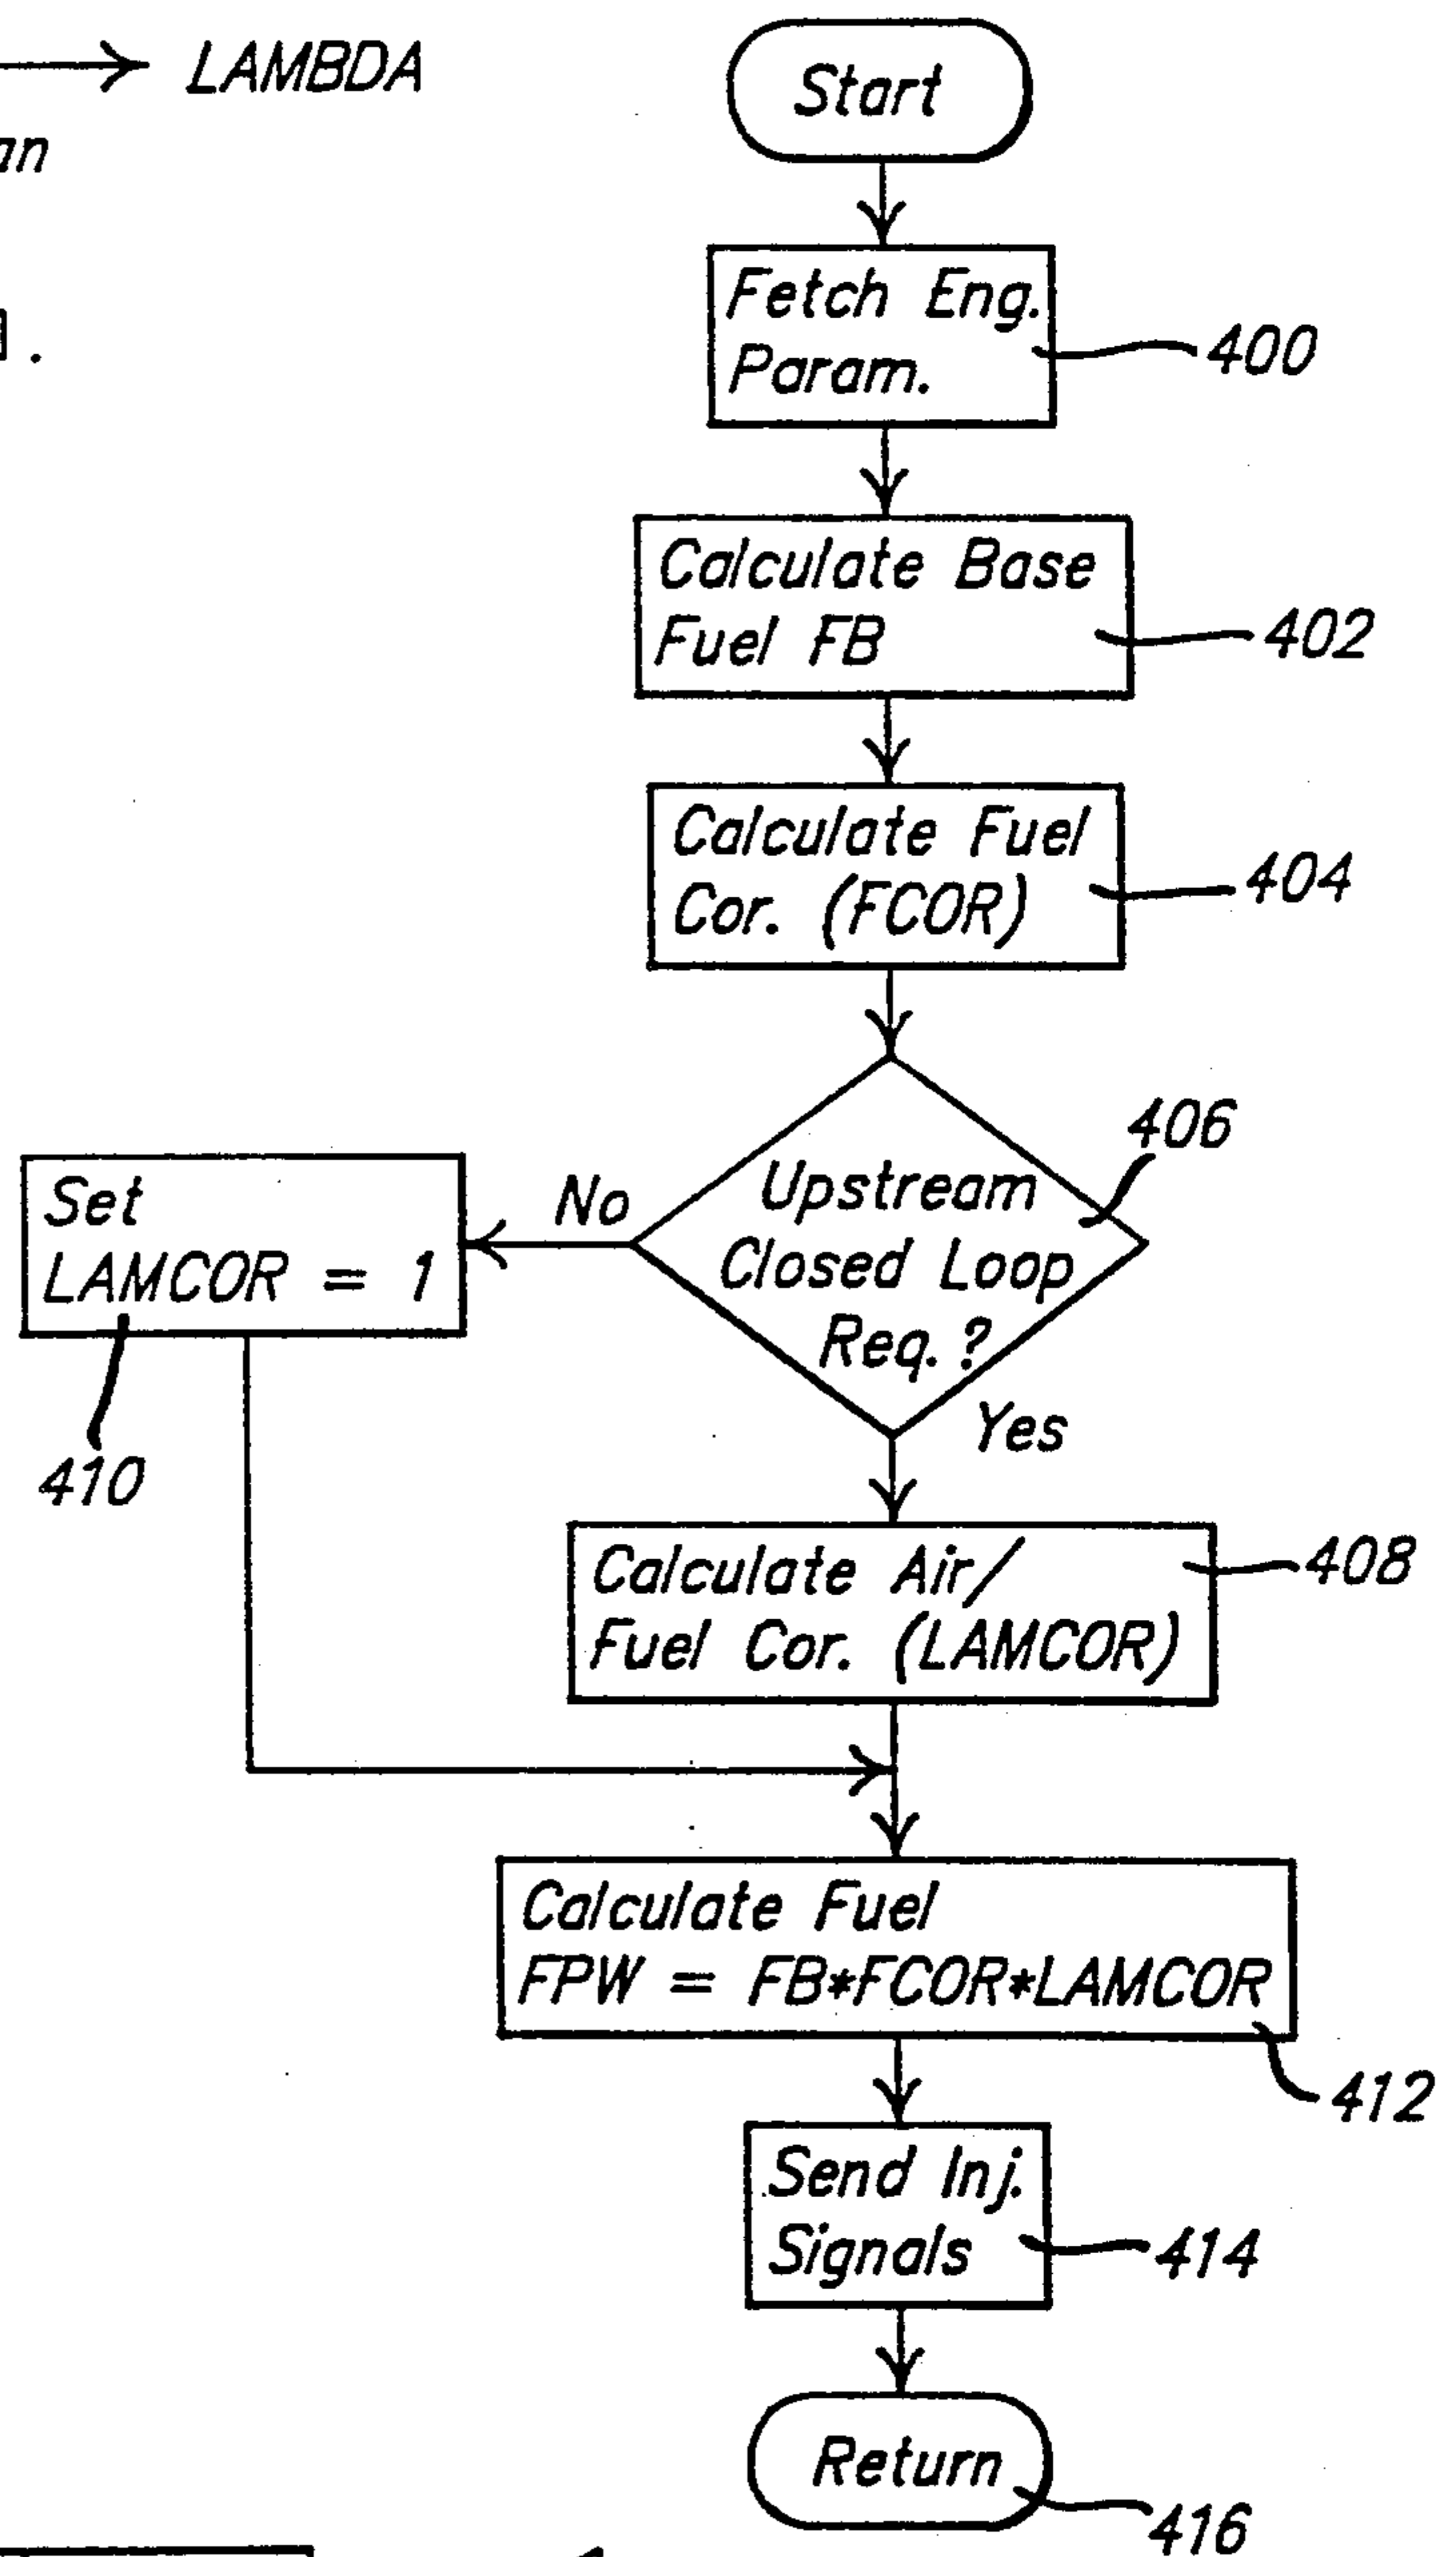 LAMBDA
an
Start
Fetch Eng.
Param.
400
Calculate Base
Fuel FB
402
Calculate Fuel
Cor. (FCOR)
404
406
Upstream
Closed Loop
Req.?
No
Set
LAMCOR = 1
410
Yes
Calculate Air/
Fuel Cor. (LAMCOR)
408
Calculate Fuel
FPW = FB*FCOR*LAMCOR
412
Send Inj.
Signals
414
Return
416